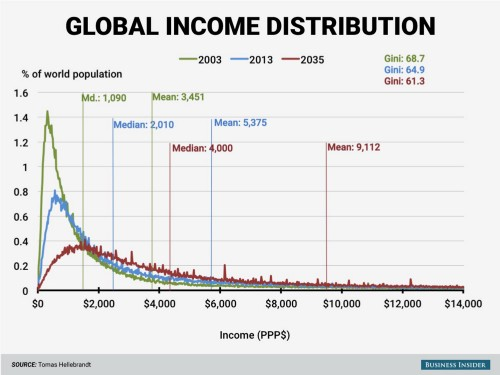 GLOBAL INCOME DISTRIBUTION
2003 2013 2035
Gini: 68.7
Gini: 64.9
Gini: 61.3
% of world population
Md.: 1,090
Mean: 3,451
Median: 2,010
Mean: 5,375
Median: 4,000
Mean: 9,112
1.6
1.4
1.2
1
0.8
0.6
0.4
0.2
0
$0 $2,000 $4,000 $6,000 $8,000 $10,000 $12,000 $14,000
Income (PPP$)
SOURCE: Tomas Hellebrandt
BUSINESS INSIDER